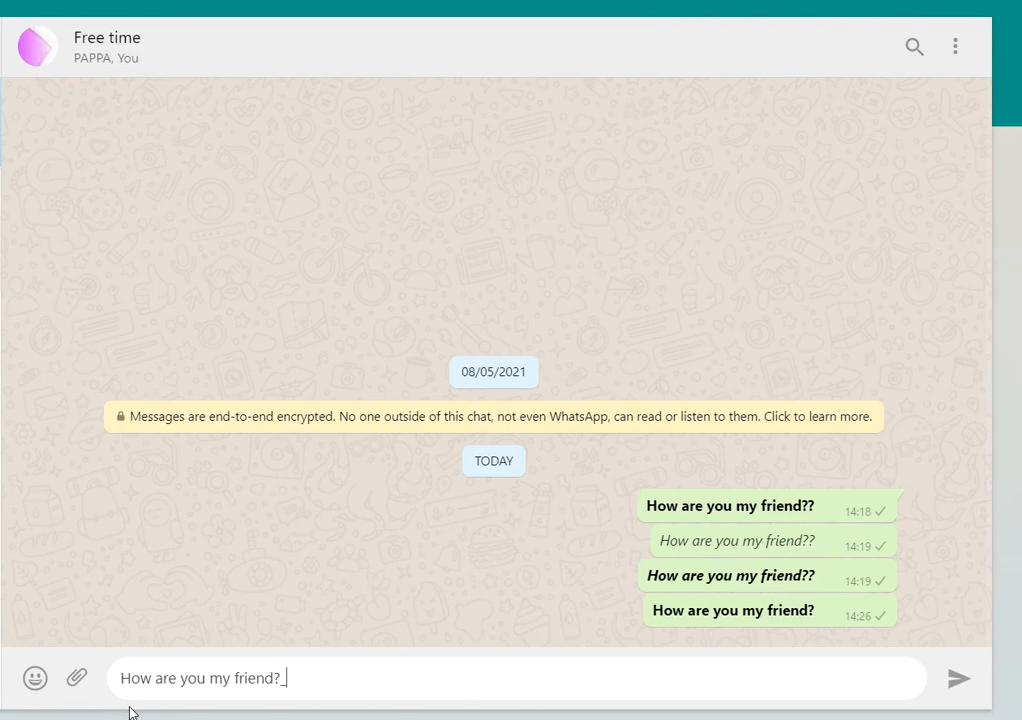 Free time
PAPPA, You
08/05/2021
Messages are end-to-end encrypted. No one outside of this chat, not even WhatsApp, can read or listen to them. Click to learn more.
TODAY
How are you my friend?? 14:18
How are you my friend?? 14:19
How are you my friend?? 14:19
How are you my friend? 14:26
How are you my friend?_